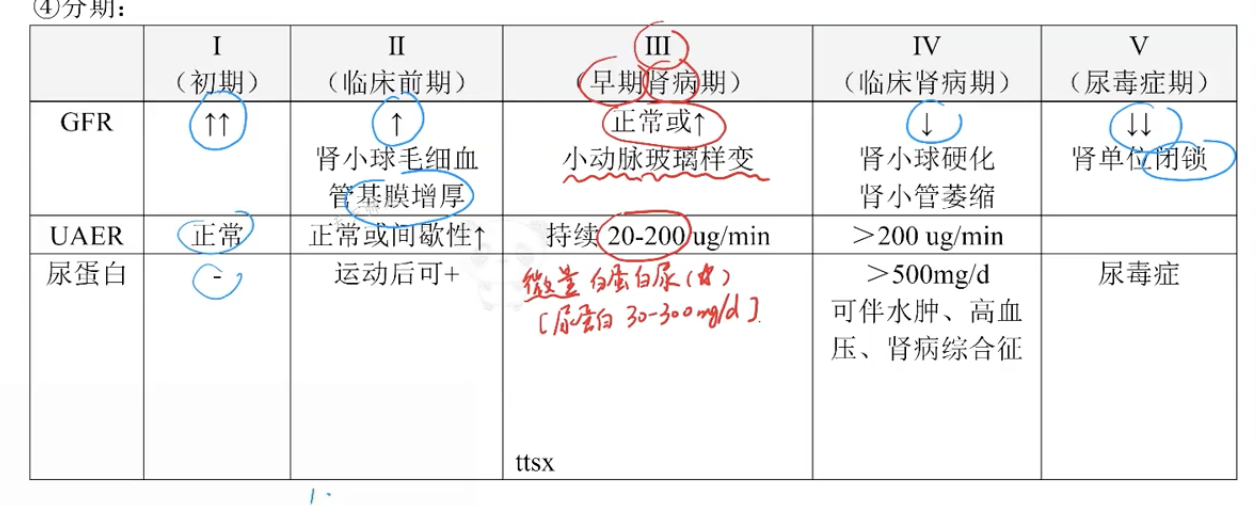 ④分期：
I II III IV V
（初期） （临床前期） （早期肾病期） （临床肾病期） （尿毒症期）
GFR ↑↑ ↑ 正常或↑ ↓ ↓↓
肾小球毛细血 小动脉玻璃样变 肾小球硬化 肾单位闭锁
管基膜增厚 肾小管萎缩
UAER 正常 正常或间歇性↑ 持续 20-200 ug/min ＞200 ug/min
尿蛋白 - 运动后可+ 微量 白蛋白尿 ＞500mg/d 尿毒症
[尿蛋白 30-300mg/d] 可伴水肿、高血
压、肾病综合征
ttsx